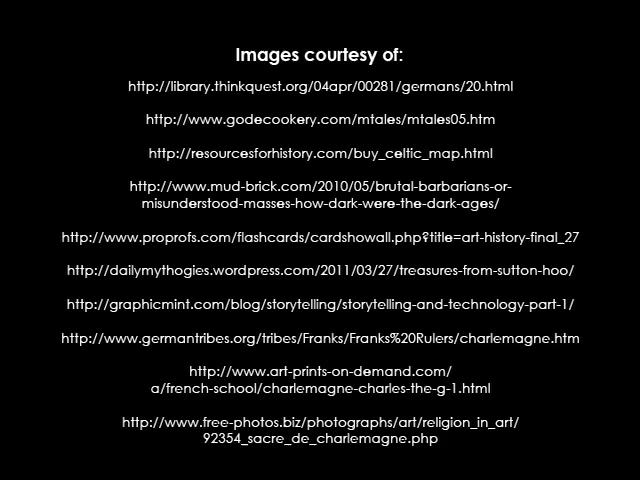 Images courtesy of:
http://library.thinkquest.org/04apr/00281/germans/20.html
http://www.godecookery.com/mtales/mtales05.htm
http://resourcesforhistory.com/buy_celtic_map.html
http://www.mud-brick.com/2010/05/brutal-barbarians-or-
misunderstood-masses-how-dark-were-the-dark-ages/
http://www.proprofs.com/flashcards/cardshowall.php?title=art-history-final_27
http://dailymythogies.wordpress.com/2011/03/27/treasures-from-sutton-hoo/
http://graphicmint.com/blog/storytelling/storytelling-and-technology-part-1/
http://www.germantribes.org/tribes/Franks/Franks%20Rulers/charlemagne.htm
http://www.art-prints-on-demand.com/
a/french-school/charlemagne-charles-the-g-1.html
http://www.free-photos.biz/photographs/art/religion_in_art/
92354_sacre_de_charlemagne.php